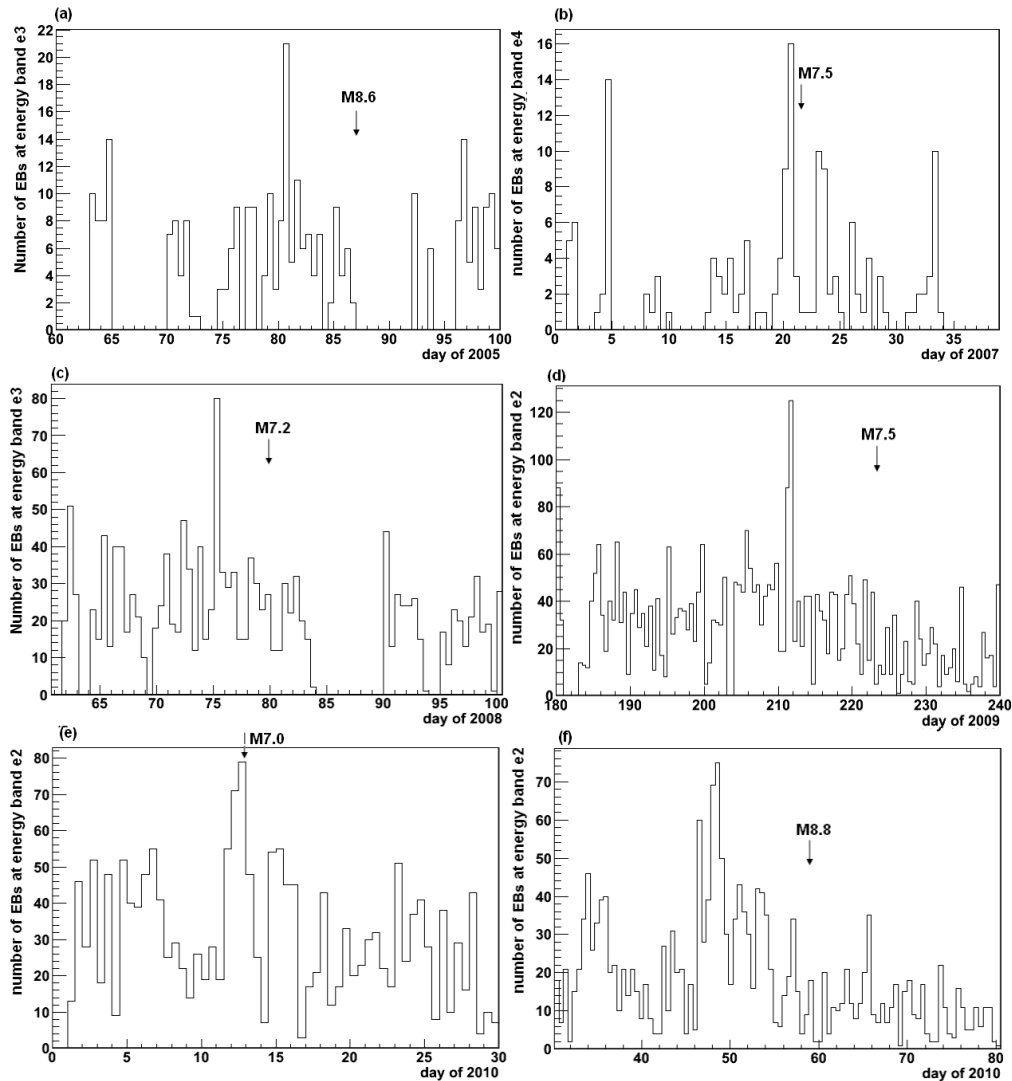 (a)
Number of EBs at energy band e3
22
20
18
16
14
12
10
8
6
4
2
0
M8.6
60 65 70 75 80 85 90 95 100
day of 2005
(b)
number of EBs at energy band e4
16
14
12
10
8
6
4
2
0
M7.5
0 5 10 15 20 25 30 35
day of 2007
(c)
Number of EBs at energy band e3
80
70
60
50
40
30
20
10
0
M7.2
65 70 75 80 85 90 95 100
day of 2008
(d)
number of EBs at energy band e2
120
100
80
60
40
20
0
M7.5
180 190 200 210 220 230 240
day of 2009
(e)
number of EBs at energy band e2
80
70
60
50
40
30
20
10
0
M7.0
0 5 10 15 20 25 30
day of 2010
(f)
number of EBs at energy band e2
70
60
50
40
30
20
10
0
M8.8
40 50 60 70 80
day of 2010